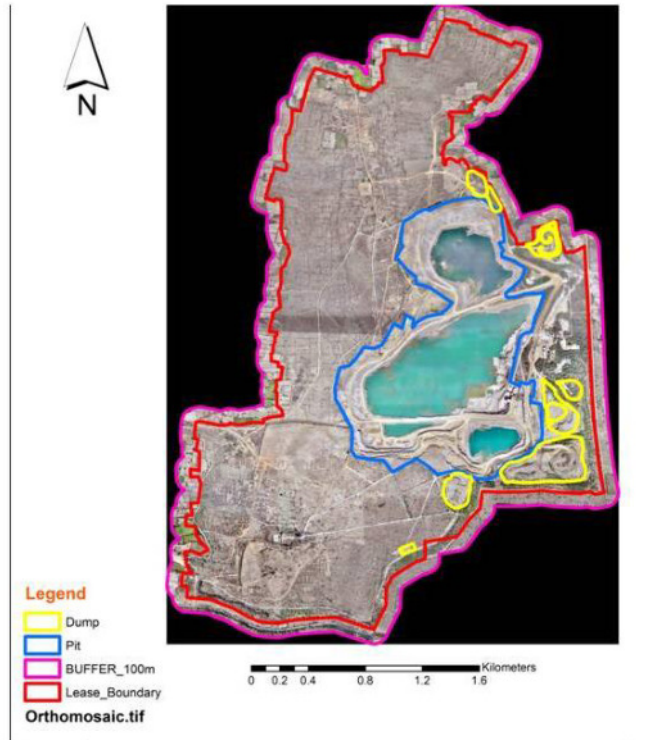 N
Legend
Dump
Pit
BUFFER_100m
Lease_Boundary
Orthomosaic.tif
Kilometers
0 0.2 0.4 0.8 1.2 1.6